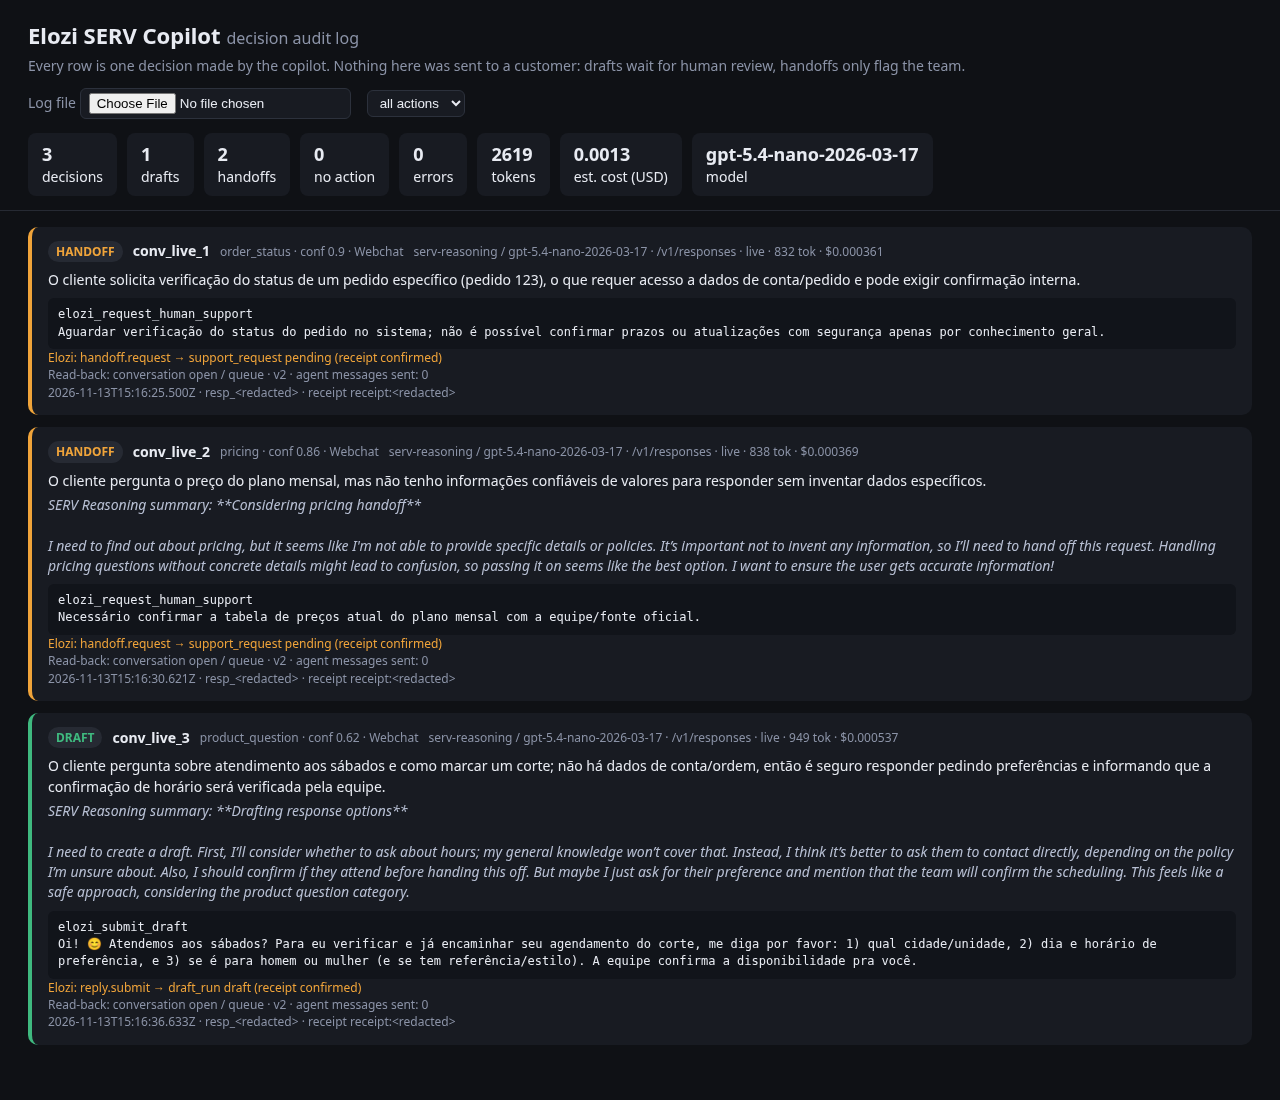 Elozi SERV Copilot decision audit log
Every row is one decision made by the copilot. Nothing here was sent to a customer: drafts wait for human review, handoffs only flag the team.
Log file Choose File No file chosen all actions
3 1 2 0 0 2619 0.0013 gpt-5.4-nano-2026-03-17
decisions drafts handoffs no action errors tokens est. cost (USD) model
HANDOFF conv_live_1 order_status · conf 0.9 · Webchat serv-reasoning / gpt-5.4-nano-2026-03-17 · /v1/responses · live · 832 tok · $0.000361
O cliente solicita verificação do status de um pedido específico (pedido 123), o que requer acesso a dados de conta/pedido e pode exigir confirmação interna.
elozi_request_human_support
Aguardar verificação do status do pedido no sistema; não é possível confirmar prazos ou atualizações com segurança apenas por conhecimento geral.
Elozi: handoff.request → support_request pending (receipt confirmed)
Read-back: conversation open / queue · v2 · agent messages sent: 0
2026-11-13T15:16:25.500Z · resp_<redacted> · receipt receipt:<redacted>
HANDOFF conv_live_2 pricing · conf 0.86 · Webchat serv-reasoning / gpt-5.4-nano-2026-03-17 · /v1/responses · live · 838 tok · $0.000369
O cliente pergunta o preço do plano mensal, mas não tenho informações confiáveis de valores para responder sem inventar dados específicos.
SERV Reasoning summary: **Considering pricing handoff**
I need to find out about pricing, but it seems like I'm not able to provide specific details or policies. It’s important not to invent any information, so I’ll need to hand off this request. Handling
pricing questions without concrete details might lead to confusion, so passing it on seems like the best option. I want to ensure the user gets accurate information!
elozi_request_human_support
Necessário confirmar a tabela de preços atual do plano mensal com a equipe/fonte oficial.
Elozi: handoff.request → support_request pending (receipt confirmed)
Read-back: conversation open / queue · v2 · agent messages sent: 0
2026-11-13T15:16:30.621Z · resp_<redacted> · receipt receipt:<redacted>
DRAFT conv_live_3 product_question · conf 0.62 · Webchat serv-reasoning / gpt-5.4-nano-2026-03-17 · /v1/responses · live · 949 tok · $0.000537
O cliente pergunta sobre atendimento aos sábados e como marcar um corte; não há dados de conta/ordem, então é seguro responder pedindo preferências e informando que a
confirmação de horário será verificada pela equipe.
SERV Reasoning summary: **Drafting response options**
I need to create a draft. First, I’ll consider whether to ask about hours; my general knowledge won’t cover that. Instead, I think it’s better to ask them to contact directly, depending on the policy
I’m unsure about. Also, I should confirm if they attend before handing this off. But maybe I just ask for their preference and mention that the team will confirm the scheduling. This feels like a
safe approach, considering the product question category.
elozi_submit_draft
Oi! 😊 Atendemos aos sábados? Para eu verificar e já encaminhar seu agendamento do corte, me diga por favor: 1) qual cidade/unidade, 2) dia e horário de
preferência, e 3) se é para homem ou mulher (e se tem referência/estilo). A equipe confirma a disponibilidade pra você.
Elozi: reply.submit → draft_run draft (receipt confirmed)
Read-back: conversation open / queue · v2 · agent messages sent: 0
2026-11-13T15:16:36.633Z · resp_<redacted> · receipt receipt:<redacted>